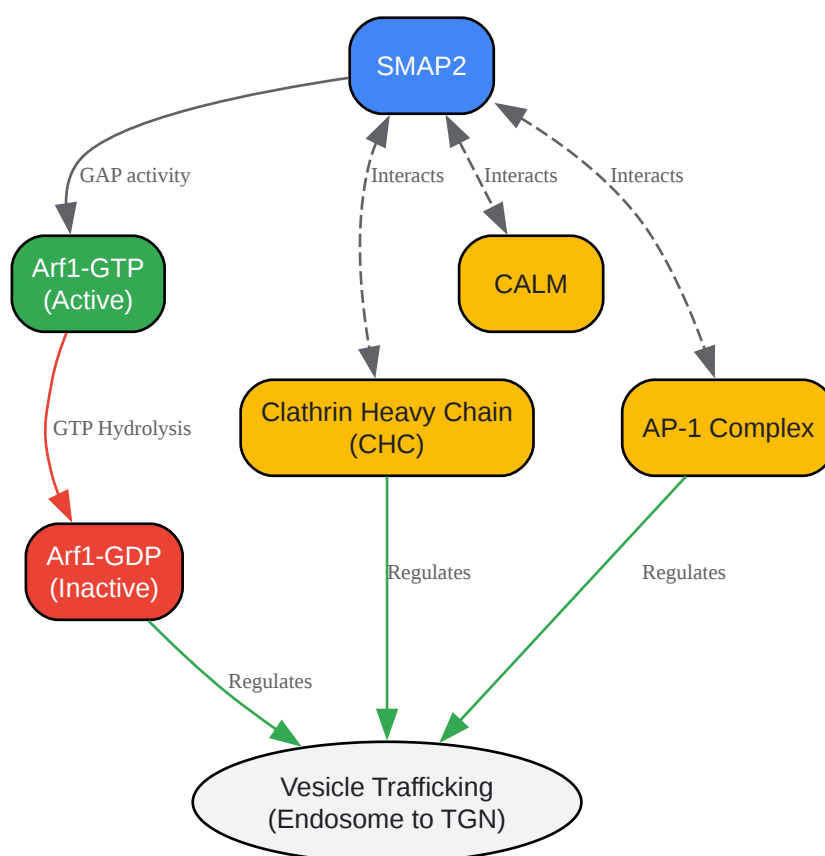 SMAP2
GAP activity
Interacts
Interacts
Interacts
Arf1-GTP
(Active)
CALM
GTP Hydrolysis
Clathrin Heavy Chain
(CHC)
AP-1 Complex
Arf1-GDP
(Inactive)
Regulates
Regulates
Regulates
Vesicle Trafficking
(Endosome to TGN)